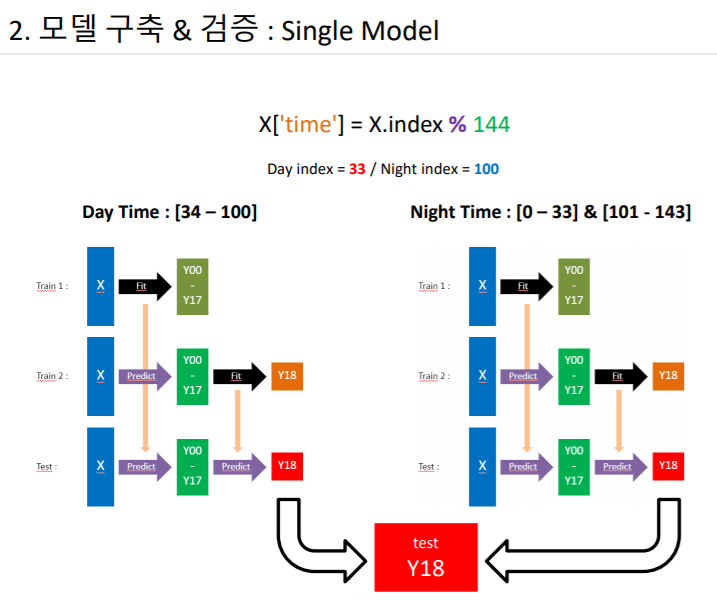 2. 모델 구축 & 검증 : Single Model
X['time'] = X.index % 144
Day index = 33 / Night index = 100
Day Time : [34 – 100]
Train 1 :
X
Fit
Y00
-
Y17
Train 2 :
X
Predict
Y00
-
Y17
Fit
Y18
Test :
X
Predict
Y00
-
Y17
Predict
Y18
Night Time : [0 – 33] & [101 - 143]
Train 1 :
X
Fit
Y00
-
Y17
Train 2 :
X
Predict
Y00
-
Y17
Fit
Y18
Test :
X
Predict
Y00
-
Y17
Predict
Y18
test
Y18